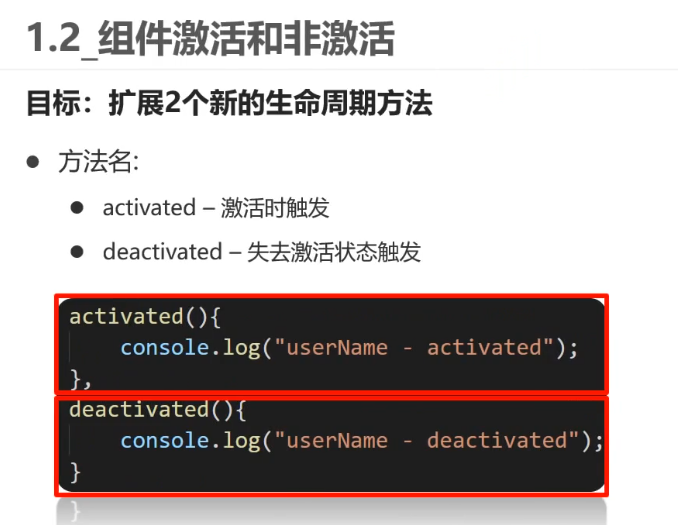 1.2_组件激活和非激活
目标：扩展2个新的生命周期方法
● 方法名:
● activated – 激活时触发
● deactivated – 失去激活状态触发
activated(){
console.log("userName - activated");
},
deactivated(){
console.log("userName - deactivated");
}